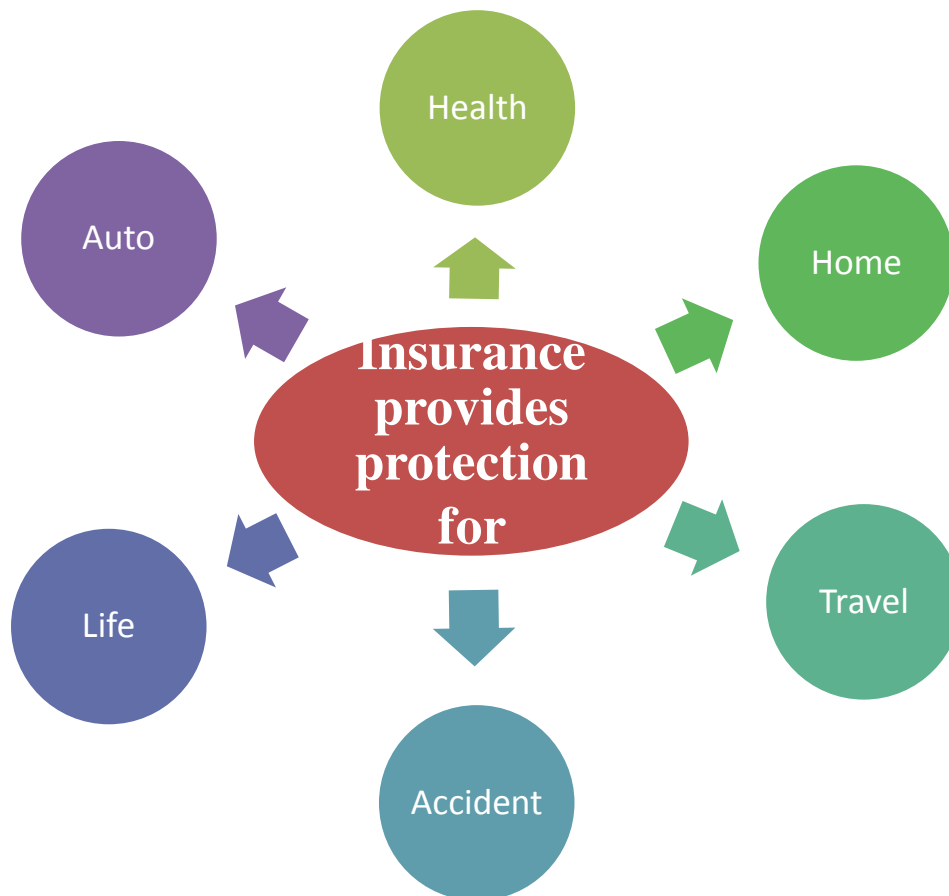 Health
Auto
Home
Insurance
provides
protection
for
Travel
Life
Accident